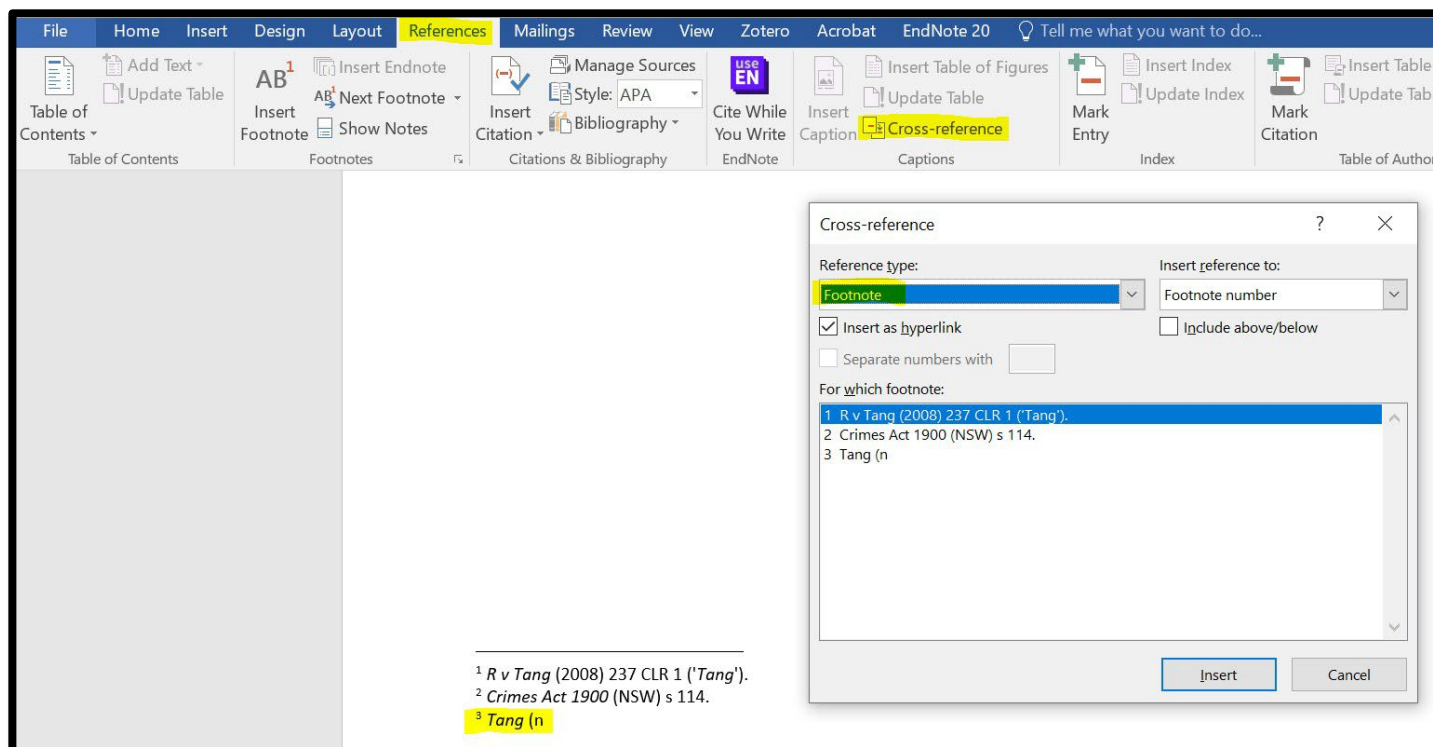 File Home Insert Design Layout References Mailings Review View Zotero Acrobat EndNote 20 Tell me what you want to do...
Table of Contents
Add Text
Update Table
Table of Contents
AB1
Insert Footnote
Insert Endnote
AB1 Next Footnote
Show Notes
Footnotes
Insert Citation
Manage Sources
Style: APA
Bibliography
Citations & Bibliography
use
EN
Cite While You Write
EndNote
Insert Caption
Insert Table of Figures
Update Table
Cross-reference
Captions
Mark Entry
Insert Index
Update Index
Index
Mark Citation
Insert Table
Update Tab
Table of Author
Cross-reference ?
Reference type: Insert reference to:
Footnote Footnote number
Insert as hyperlink Include above/below
Separate numbers with
For which footnote:
1 R v Tang (2008) 237 CLR 1 ('Tang').
2 Crimes Act 1900 (NSW) s 114.
3 Tang (n
Insert Cancel
1 R v Tang (2008) 237 CLR 1 ('Tang').
2 Crimes Act 1900 (NSW) s 114.
3 Tang (n